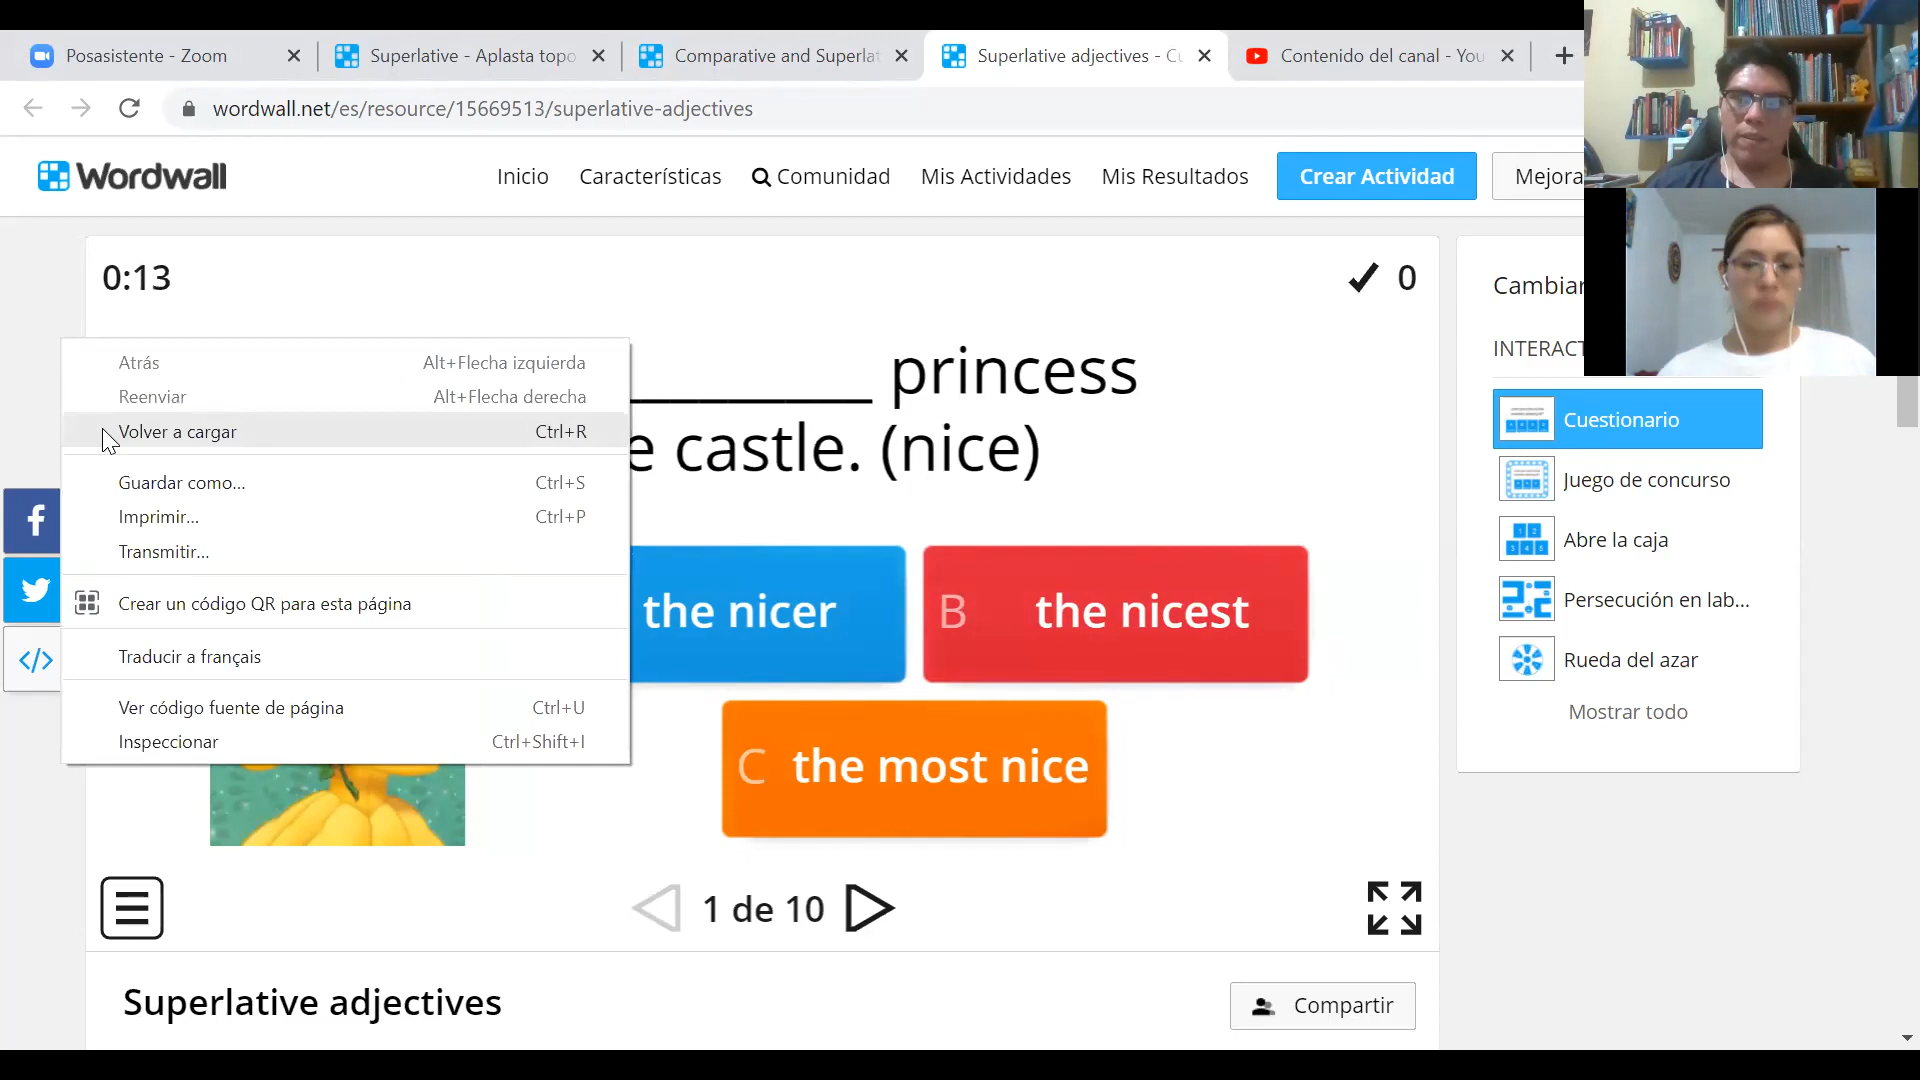 Posasistente - Zoom
Superlative - Aplasta topo
Comparative and Superlat
Superlative adjectives - Cu
Contenido del canal - You
wordwall.net/es/resource/15669513/superlative-adjectives
Wordwall
Inicio
Características
Comunidad
Mis Actividades
Mis Resultados
Crear Actividad
Mejora
0:13
0
Cambiar
INTERACT
Atrás Alt+Flecha izquierda
Reenviar Alt+Flecha derecha
Volver a cargar Ctrl+R
Guardar como... Ctrl+S
Imprimir... Ctrl+P
Transmitir...
Crear un código QR para esta página
Traducir a français
Ver código fuente de página Ctrl+U
Inspeccionar Ctrl+Shift+I
__________ princess
e castle. (nice)
the nicer
B the nicest
C the most nice
Cuestionario
Juego de concurso
Abre la caja
Persecución en lab...
Rueda del azar
Mostrar todo
1 de 10
Superlative adjectives
Compartir